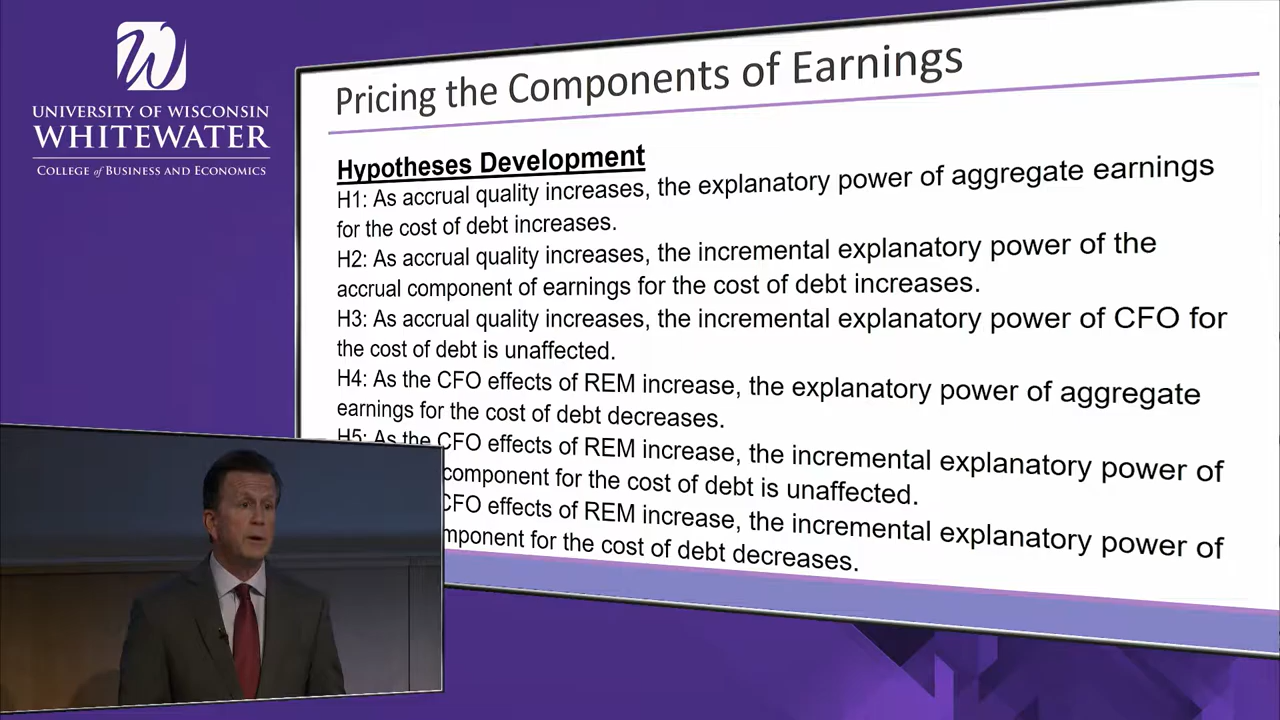 UNIVERSITY OF WISCONSIN
WHITEWATER
COLLEGE of BUSINESS AND ECONOMICS
Pricing the Components of Earnings
Hypotheses Development
H1: As accrual quality increases, the explanatory power of aggregate earnings
for the cost of debt increases.
H2: As accrual quality increases, the incremental explanatory power of the
accrual component of earnings for the cost of debt increases.
H3: As accrual quality increases, the incremental explanatory power of CFO for
the cost of debt is unaffected.
H4: As the CFO effects of REM increase, the explanatory power of aggregate
earnings for the cost of debt decreases.
H5: As the CFO effects of REM increase, the incremental explanatory power of
component for the cost of debt is unaffected.
CFO effects of REM increase, the incremental explanatory power of
for the cost of debt decreases.